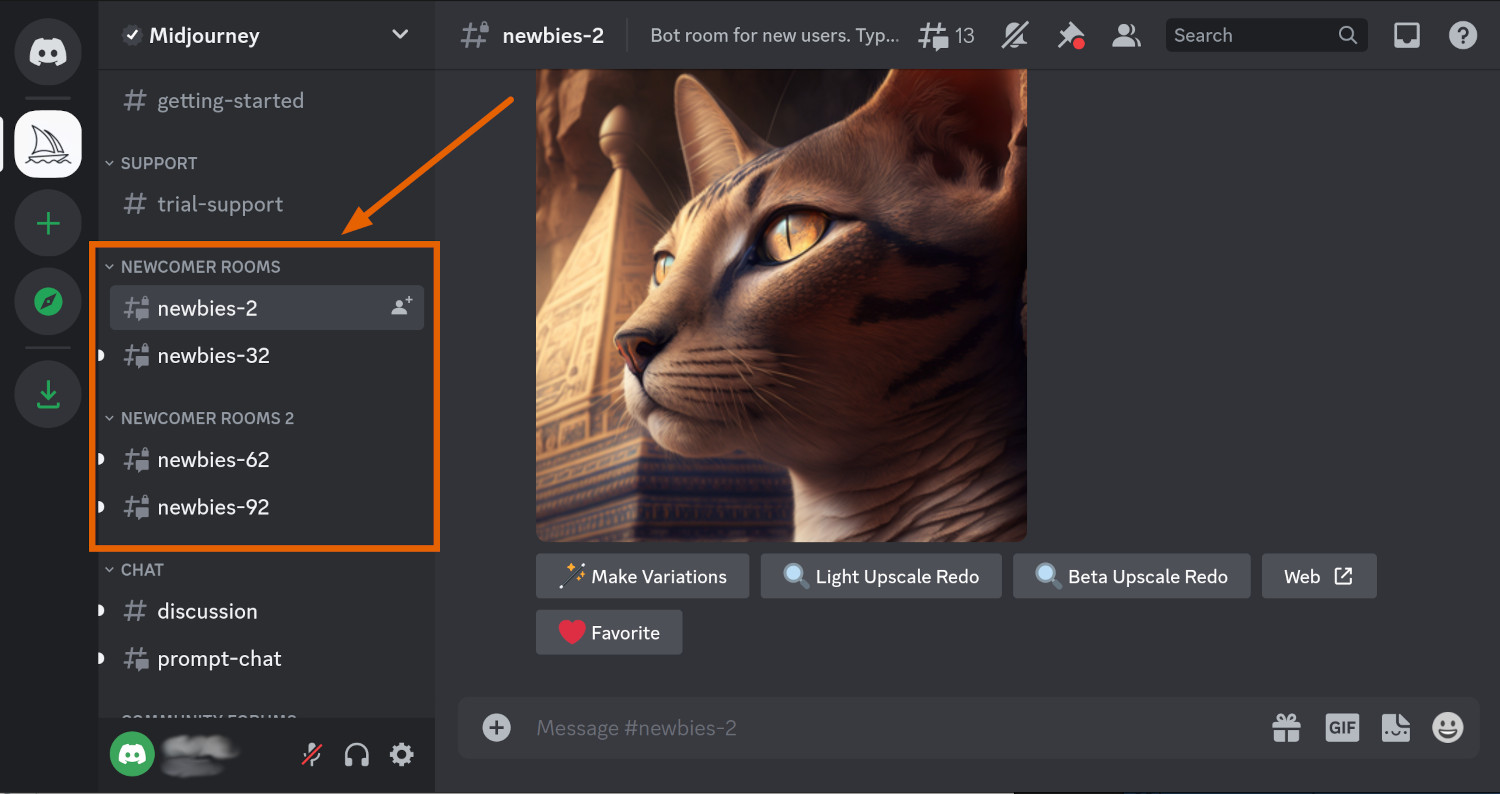 Midjourney
getting-started
SUPPORT
trial-support
NEWCOMER ROOMS
newbies-2
newbies-32
NEWCOMER ROOMS 2
newbies-62
newbies-92
CHAT
discussion
prompt-chat
COMMUNITY FORUMS
newbies-2
Bot room for new users. Typ...
13
Search
Make Variations
Light Upscale Redo
Beta Upscale Redo
Web
Favorite
Message #newbies-2
GIF